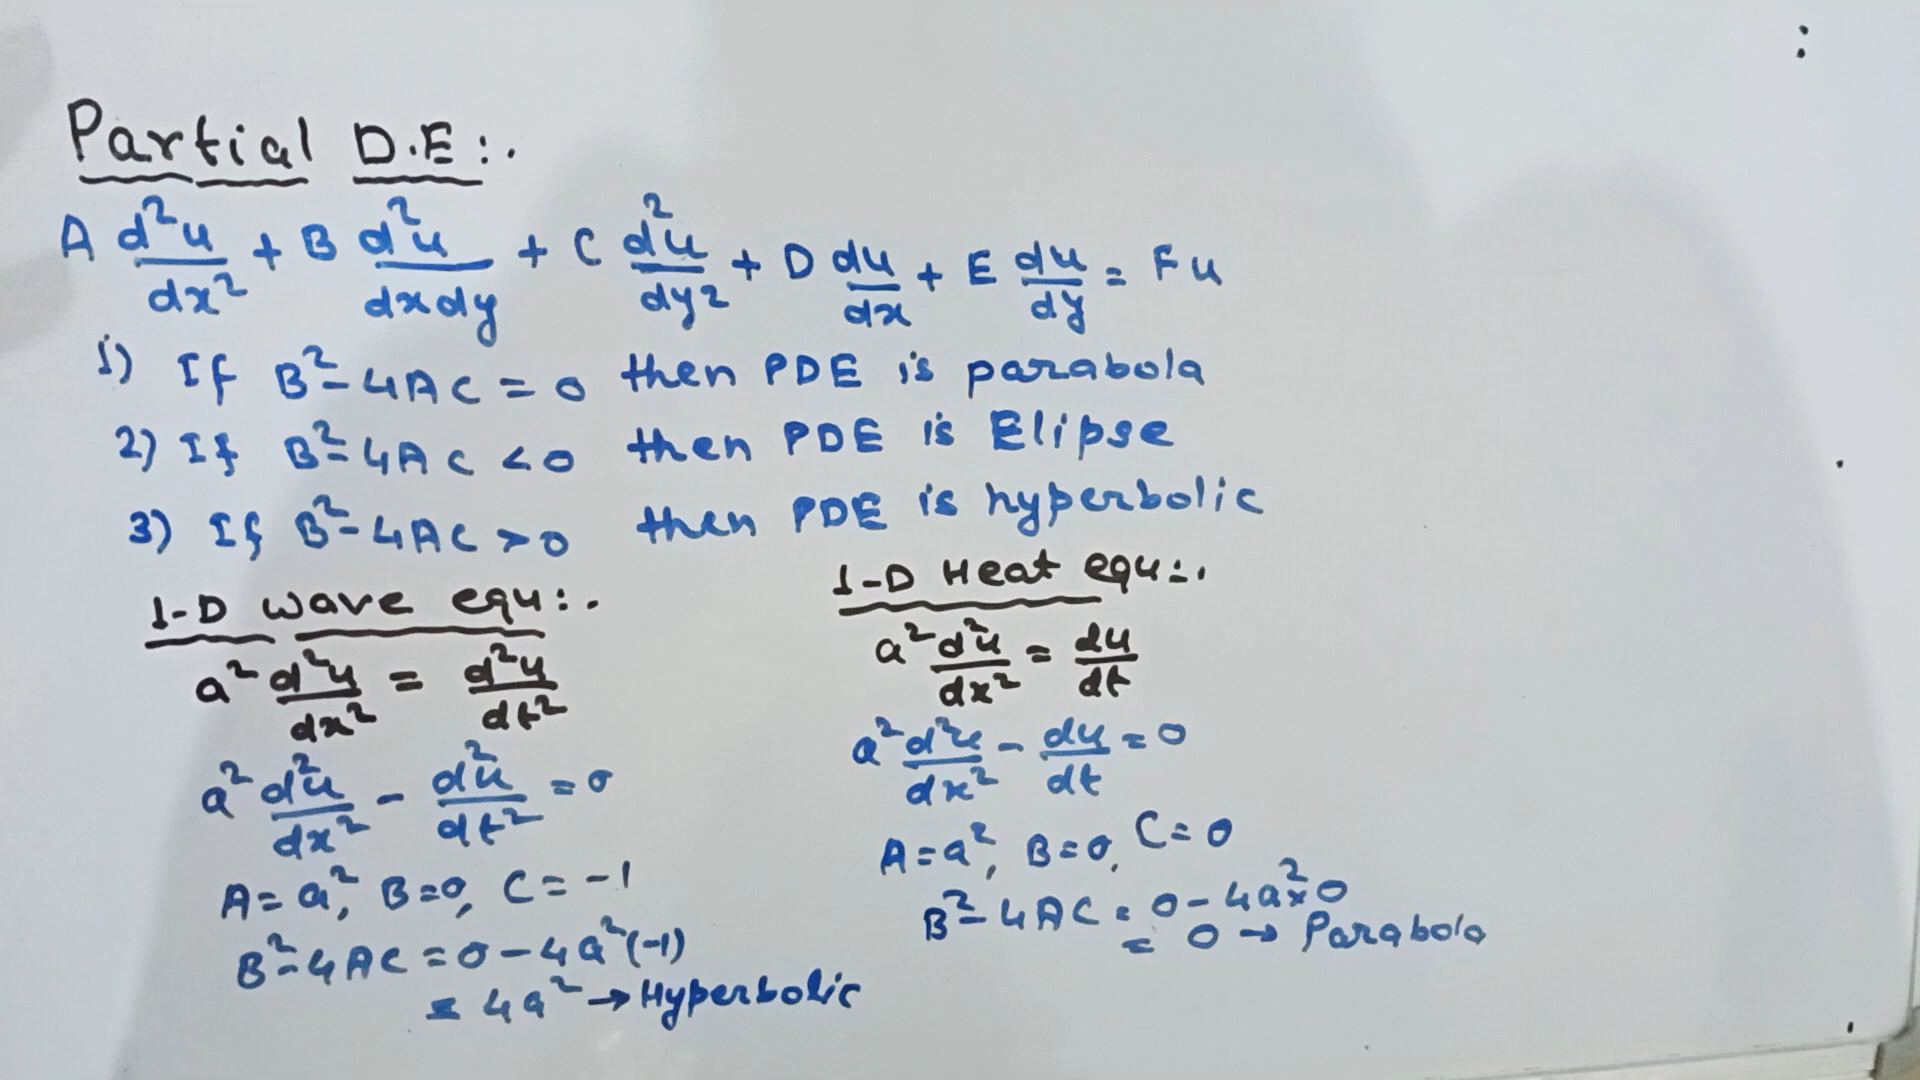 Partial D.E:.
A d²u/dx² + B d²u/dxdy + C d²u/dy² + D du/dx + E du/dy = Fu
1) If B²-4AC = 0 then PDE is parabola
2) If B²-4AC <0 then PDE is Elipse
3) If B²-4AC >0 then PDE is hyperbolic
1-D wave equ:.
a² d²u/dx² = d²u/dt²
a² d²u/dx² - d²u/dt² = 0
A = a², B=0, C = -1
B²-4AC = 0-4a²(-1)
= 4a² → Hyperbolic
1-D Heat equ:.
a² d²u/dx² = du/dt
a² d²u/dx² - du/dt = 0
A = a², B=0, C=0
B²-4AC = 0-4a²×0
= 0 → Parabola